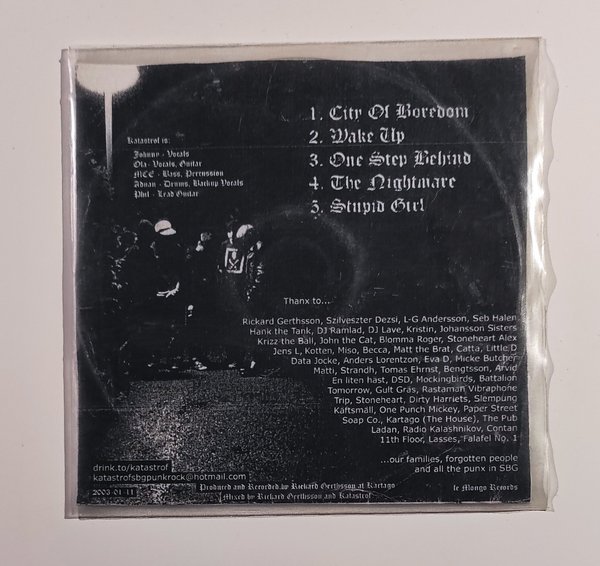 1. City Of Boredom
2. Wake Up
3. One Step Behind
4. The Nightmare
5. Stupid Girl
Katastrof is:
Johnny - Vocals
Ola - Vocals, Guitar
MCE - Bass, Percussion
Adnan - Drums, Backup Vocals
Phil - Lead Guitar
Thanx to...
Rickard Gerthsson, Szilveszter Dezsi, L-G Andersson, Seb Halen
Hank the Tank, DJ Ramlad, DJ Lave, Kristin, Johansson Sisters
Krizz the Ball, John the Cat, Blomma Roger, Stoneheart Alex
Jens L, Kotten, Miso, Becca, Matt the Brat, Catta, Little D
Data Jocke, Anders Lorentzon, Eva D, Micke Butcher
Matti, Strandh, Tomas Ehrnst, Bengtsson, Arvid
En liten häst, DSD, Mockingbirds, Battalion
Tomorrow, Gult Gräs, Rastaman Vibraphone
Trip, Stoneheart, Dirty Harriets, Slempung
Käftsmäll, One Punch Mickey, Paper Street
Soap Co., Kartago (The House), The Pub
Ladan, Radio Kalashnikov, Contan
11th Floor, Lasses, Falafel No. 1
...our families, forgotten people
and all the punx in SBG
drink.to/katastrof
katastrofsbgpunkrock@hotmail.com
2003-01-11
Produced and Recorded by Rickard Gerthsson at Kartago
Mixed by Rickard Gerthsson and Katastrof
le Mongo Records